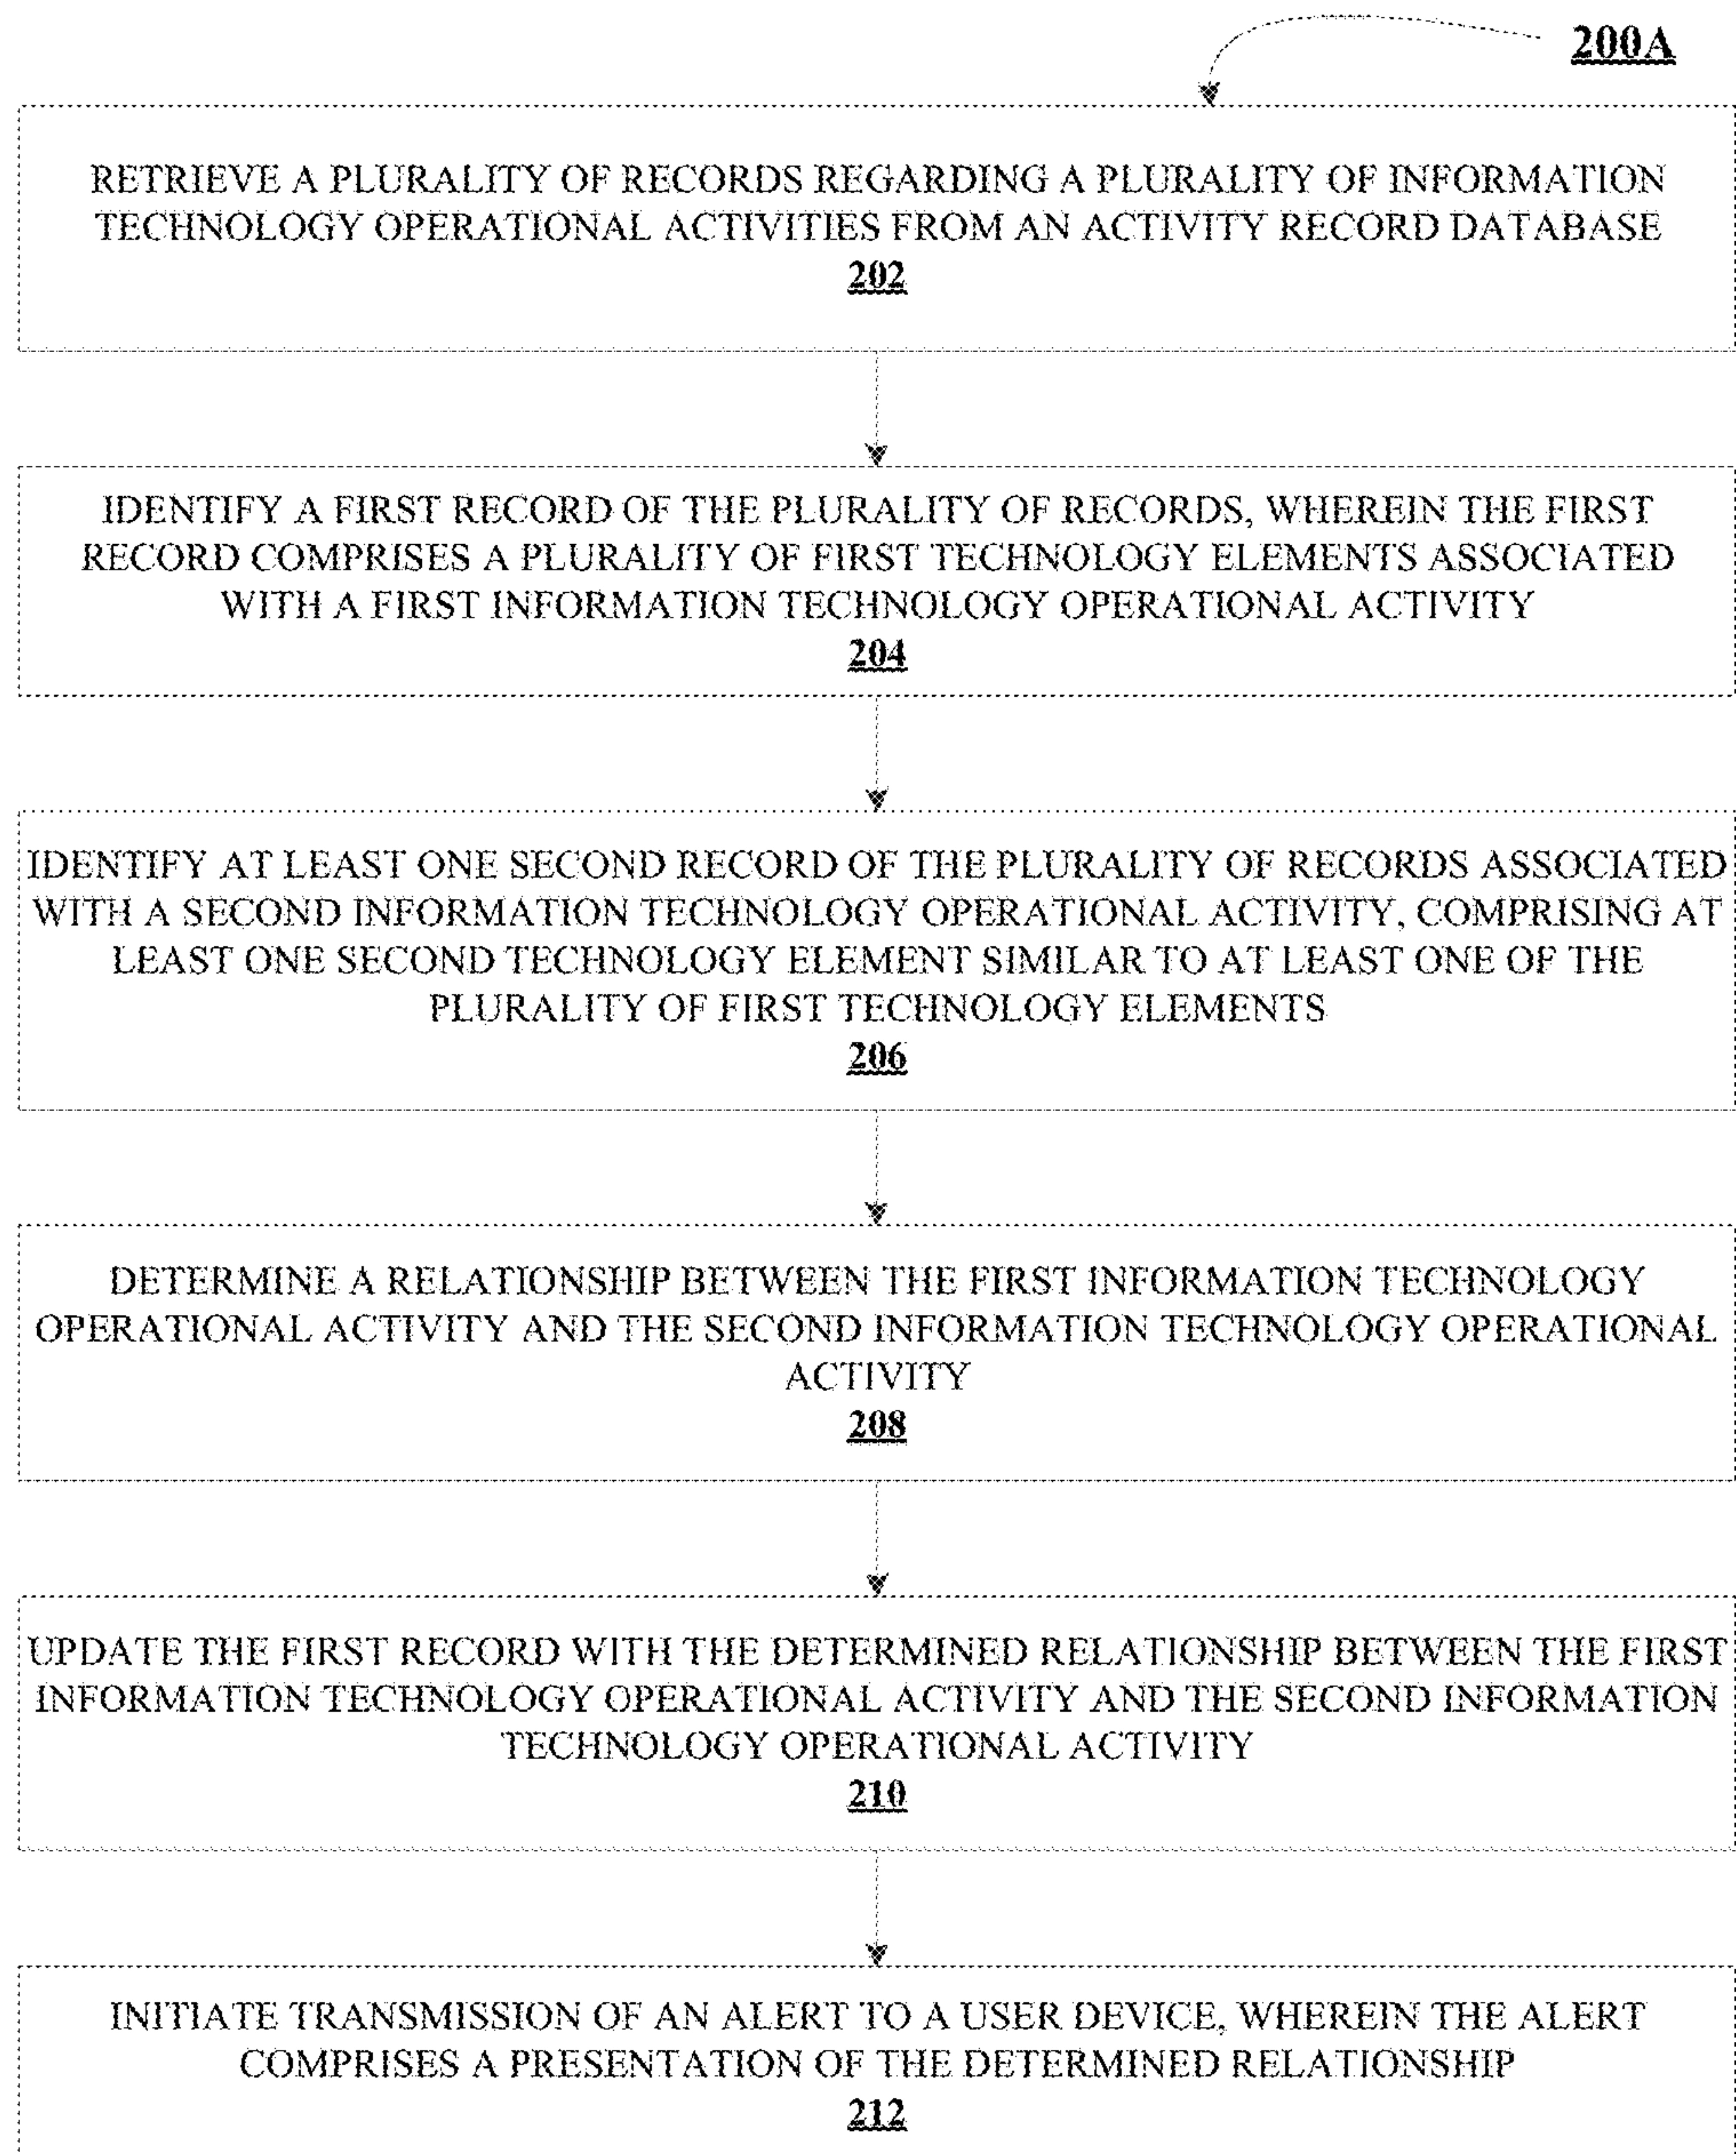 200A
RETRIEVE A PLURALITY OF RECORDS REGARDING A PLURALITY OF INFORMATION
TECHNOLOGY OPERATIONAL ACTIVITIES FROM AN ACTIVITY RECORD DATABASE
202
IDENTIFY A FIRST RECORD OF THE PLURALITY OF RECORDS, WHEREIN THE FIRST
RECORD COMPRISES A PLURALITY OF FIRST TECHNOLOGY ELEMENTS ASSOCIATED
WITH A FIRST INFORMATION TECHNOLOGY OPERATIONAL ACTIVITY
204
IDENTIFY AT LEAST ONE SECOND RECORD OF THE PLURALITY OF RECORDS ASSOCIATED
WITH A SECOND INFORMATION TECHNOLOGY OPERATIONAL ACTIVITY, COMPRISING AT
LEAST ONE SECOND TECHNOLOGY ELEMENT SIMILAR TO AT LEAST ONE OF THE
PLURALITY OF FIRST TECHNOLOGY ELEMENTS
206
DETERMINE A RELATIONSHIP BETWEEN THE FIRST INFORMATION TECHNOLOGY
OPERATIONAL ACTIVITY AND THE SECOND INFORMATION TECHNOLOGY OPERATIONAL
ACTIVITY
208
UPDATE THE FIRST RECORD WITH THE DETERMINED RELATIONSHIP BETWEEN THE FIRST
INFORMATION TECHNOLOGY OPERATIONAL ACTIVITY AND THE SECOND INFORMATION
TECHNOLOGY OPERATIONAL ACTIVITY
210
INITIATE TRANSMISSION OF AN ALERT TO A USER DEVICE, WHEREIN THE ALERT
COMPRISES A PRESENTATION OF THE DETERMINED RELATIONSHIP
212